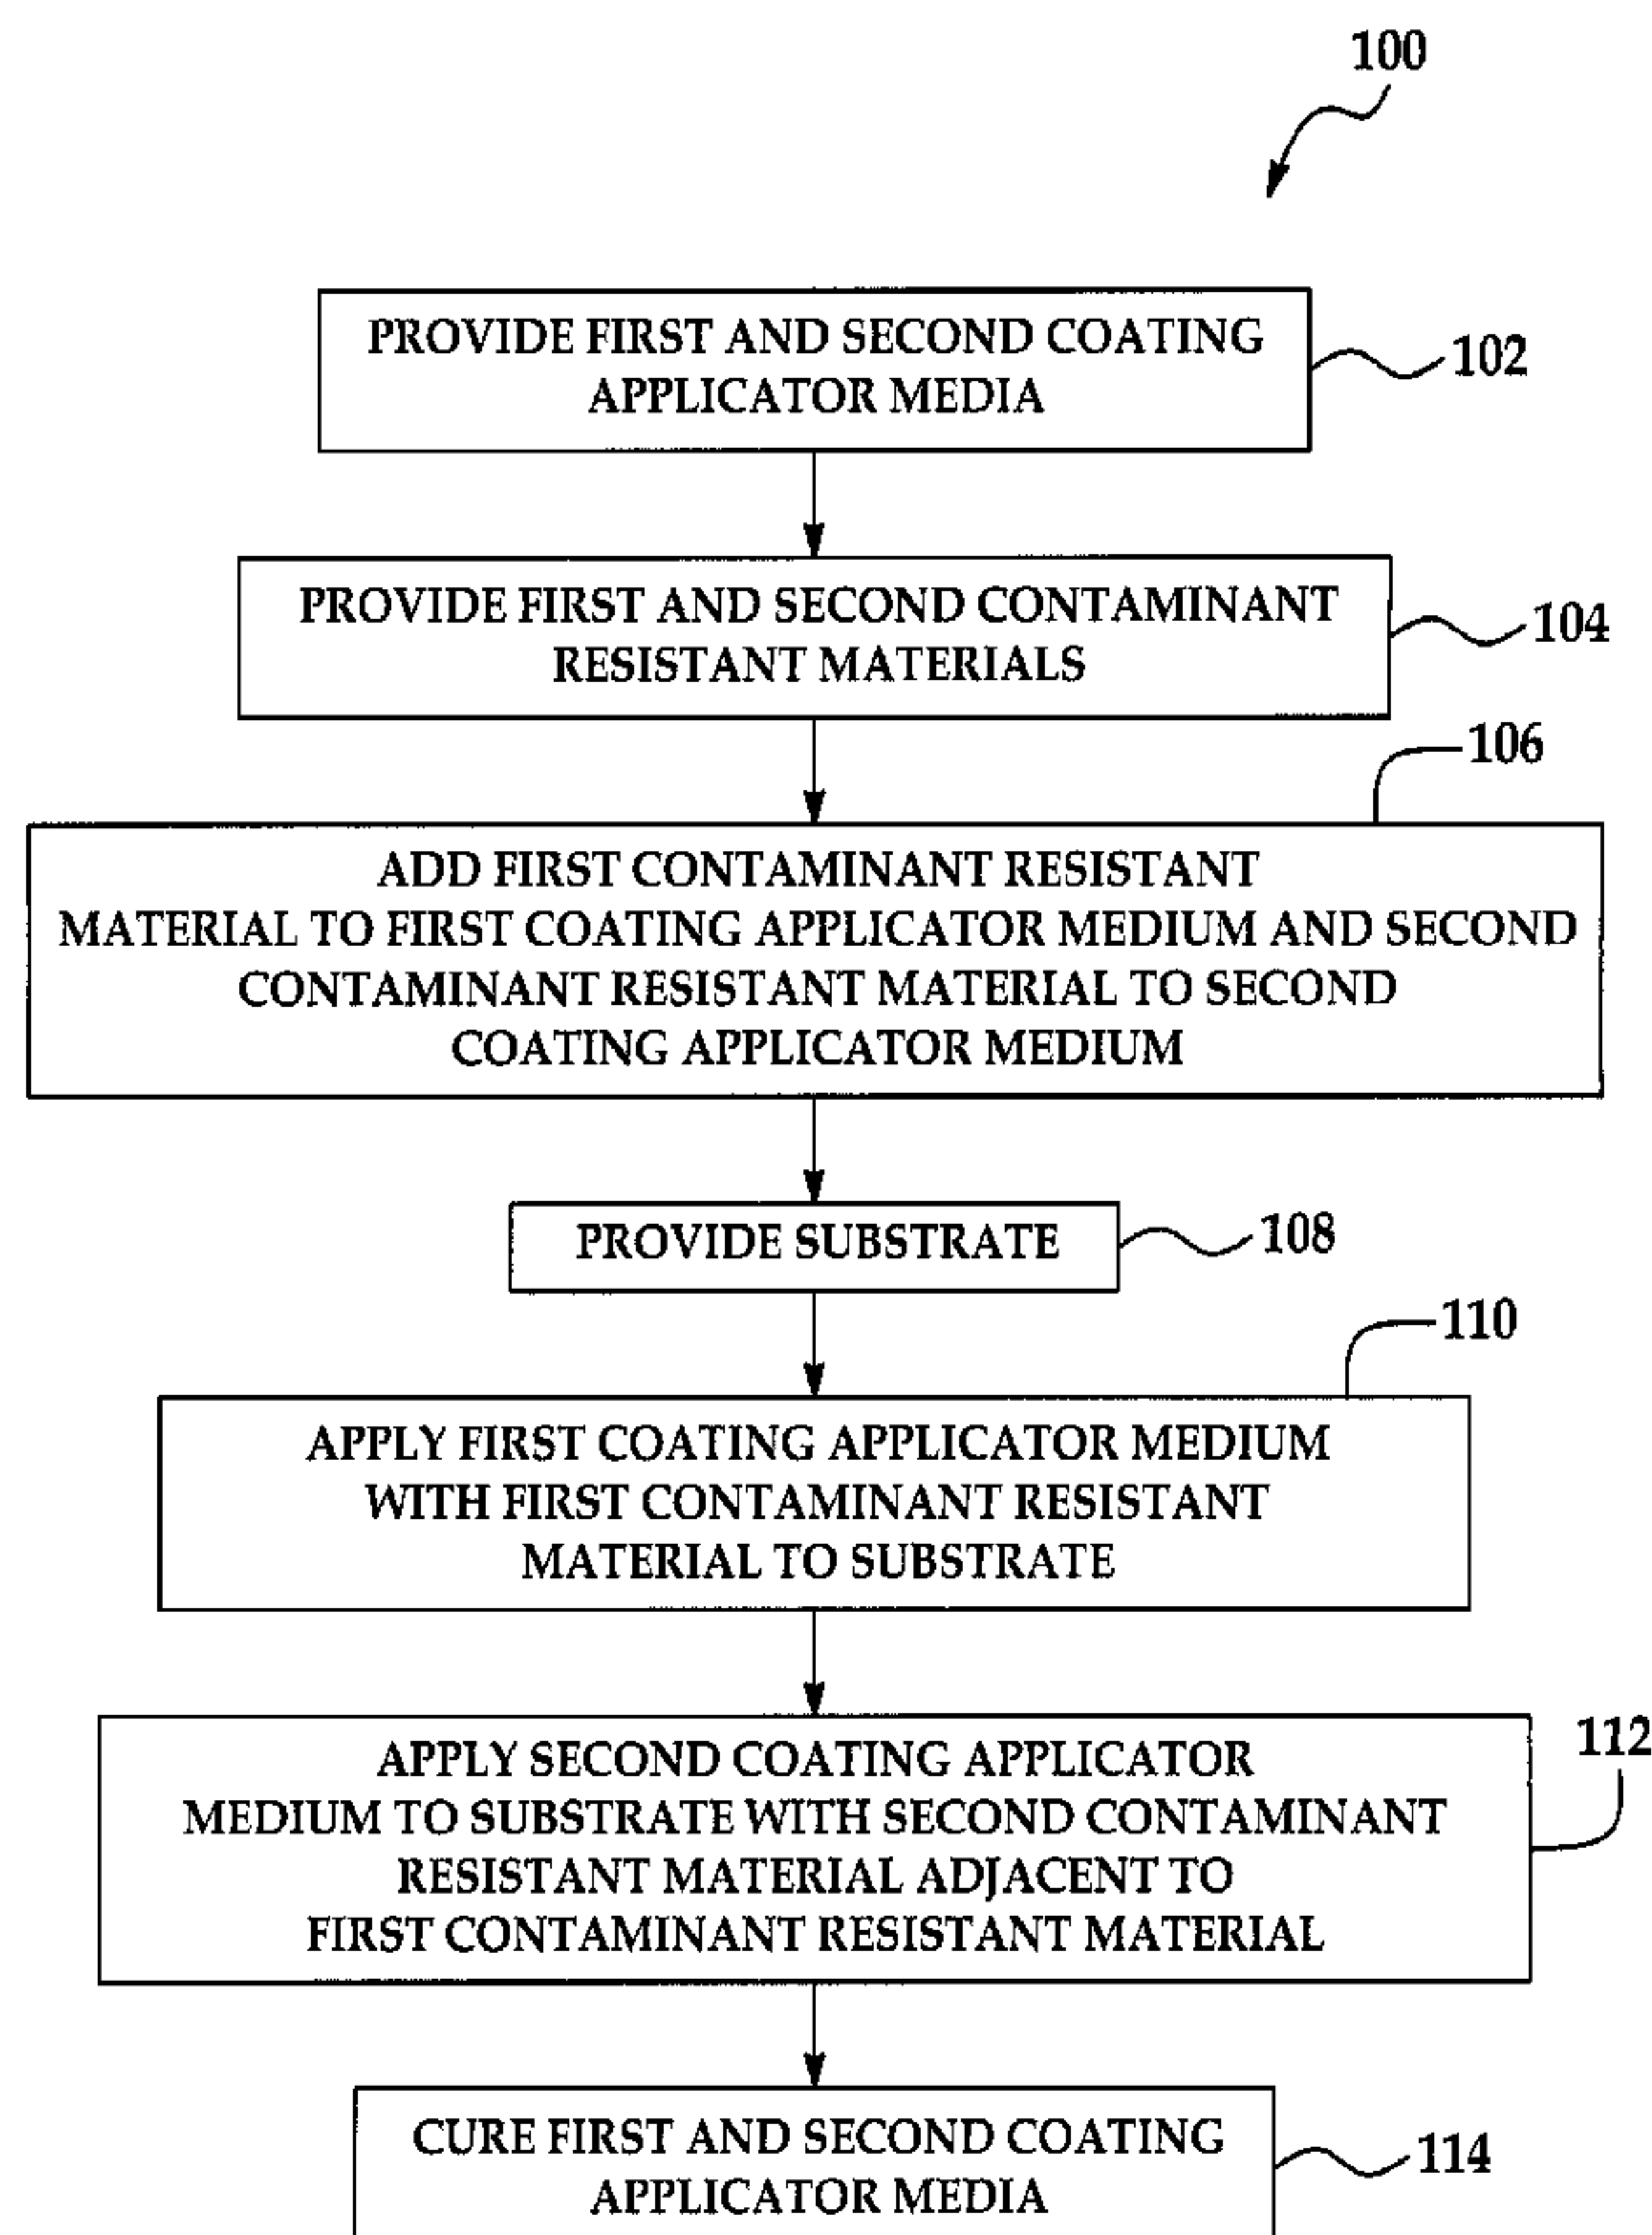 100
PROVIDE FIRST AND SECOND COATING
APPLICATOR MEDIA
102
PROVIDE FIRST AND SECOND CONTAMINANT
RESISTANT MATERIALS
104
106
ADD FIRST CONTAMINANT RESISTANT
MATERIAL TO FIRST COATING APPLICATOR MEDIUM AND SECOND
CONTAMINANT RESISTANT MATERIAL TO SECOND
COATING APPLICATOR MEDIUM
PROVIDE SUBSTRATE
108
110
APPLY FIRST COATING APPLICATOR MEDIUM
WITH FIRST CONTAMINANT RESISTANT
MATERIAL TO SUBSTRATE
112
APPLY SECOND COATING APPLICATOR
MEDIUM TO SUBSTRATE WITH SECOND CONTAMINANT
RESISTANT MATERIAL ADJACENT TO
FIRST CONTAMINANT RESISTANT MATERIAL
CURE FIRST AND SECOND COATING
APPLICATOR MEDIA
114